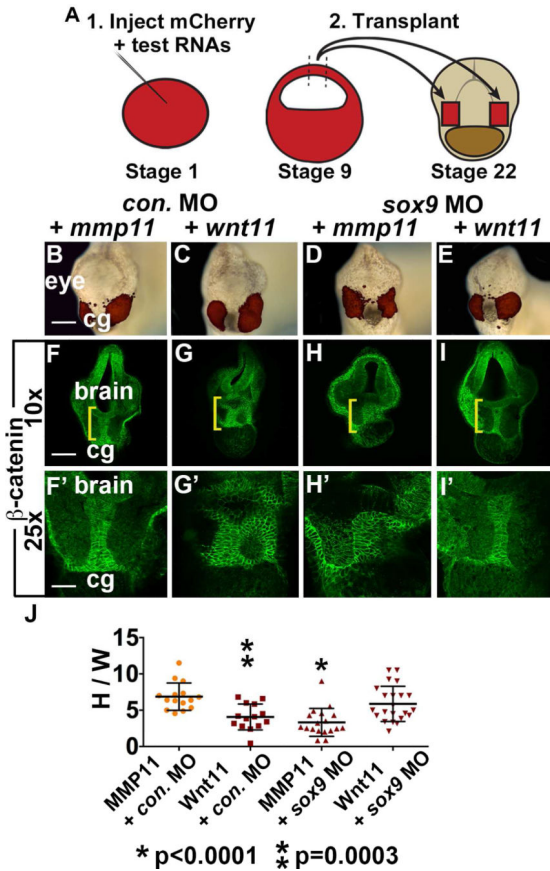 A
1. Inject mCherry
+ test RNAs
2. Transplant
Stage 1
Stage 9
Stage 22
con. MO
sox9 MO
+ mmp11
+ wnt11
+ mmp11
+ wnt11
B
C
D
E
eye
cg
F
G
H
I
brain
cg
10x
β-catenin
F' brain
G'
H'
I'
cg
25x
J
H / W
15
10
5
0
**
*
MMP11
+ con. MO
Wnt11
+ con. MO
MMP11
+ sox9 MO
Wnt11
+ sox9 MO
* p<0.0001
** p=0.0003